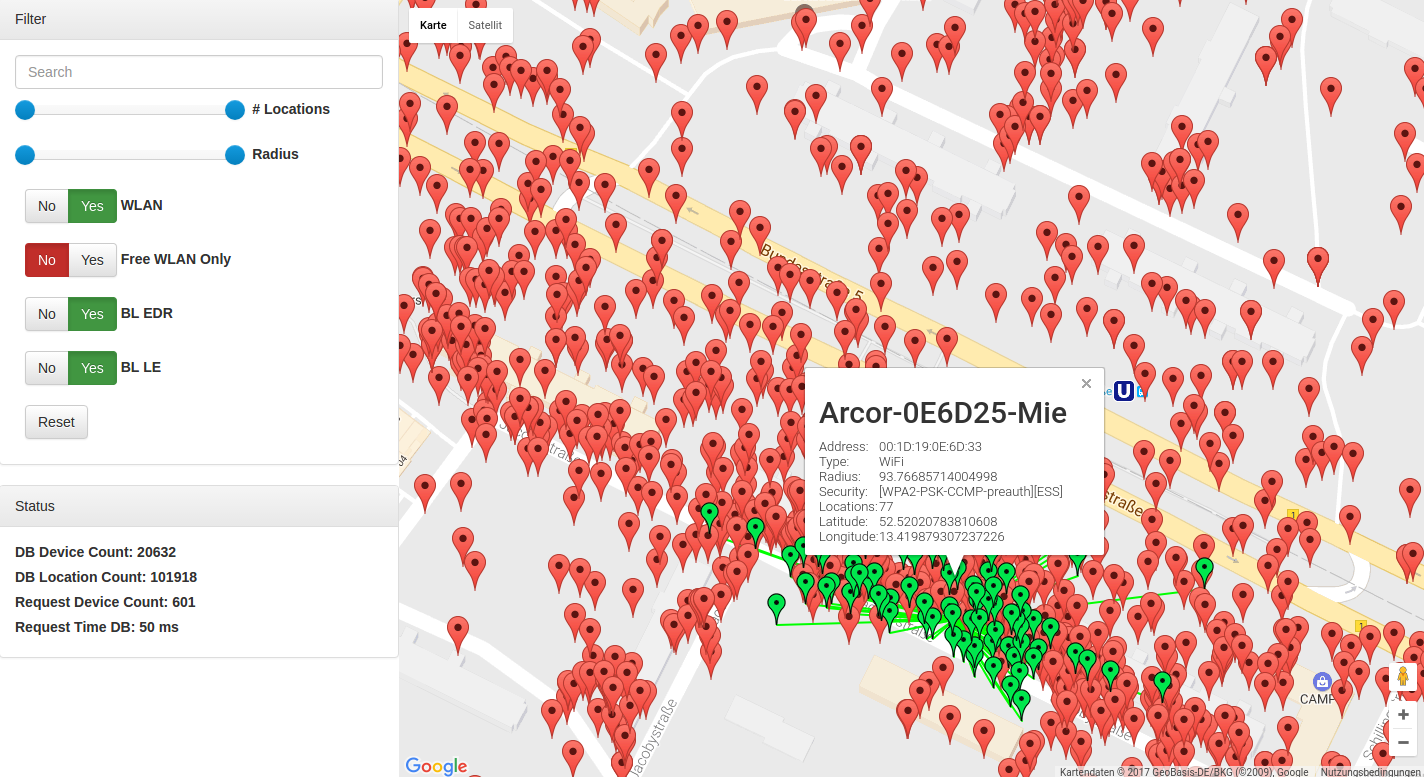 Filter
Search
# Locations
Radius
No Yes WLAN
No Yes Free WLAN Only
No Yes BL EDR
No Yes BL LE
Reset
Status
DB Device Count: 20632
DB Location Count: 101918
Request Device Count: 601
Request Time DB: 50 ms
Karte Satellit
×
Arcor-0E6D25-Mie
Address: 00:1D:19:0E:6D:33
Type: WiFi
Radius: 93.76685714004998
Security: [WPA2-PSK-CCMP-preauth][ESS]
Locations: 77
Latitude: 52.52020783810608
Longitude: 13.419879307237226
U
1
1
CAMP
Jacobystraße
+
−
Google
Kartendaten © 2017 GeoBasis-DE/BKG (©2009), Google Nutzungsbedingungen